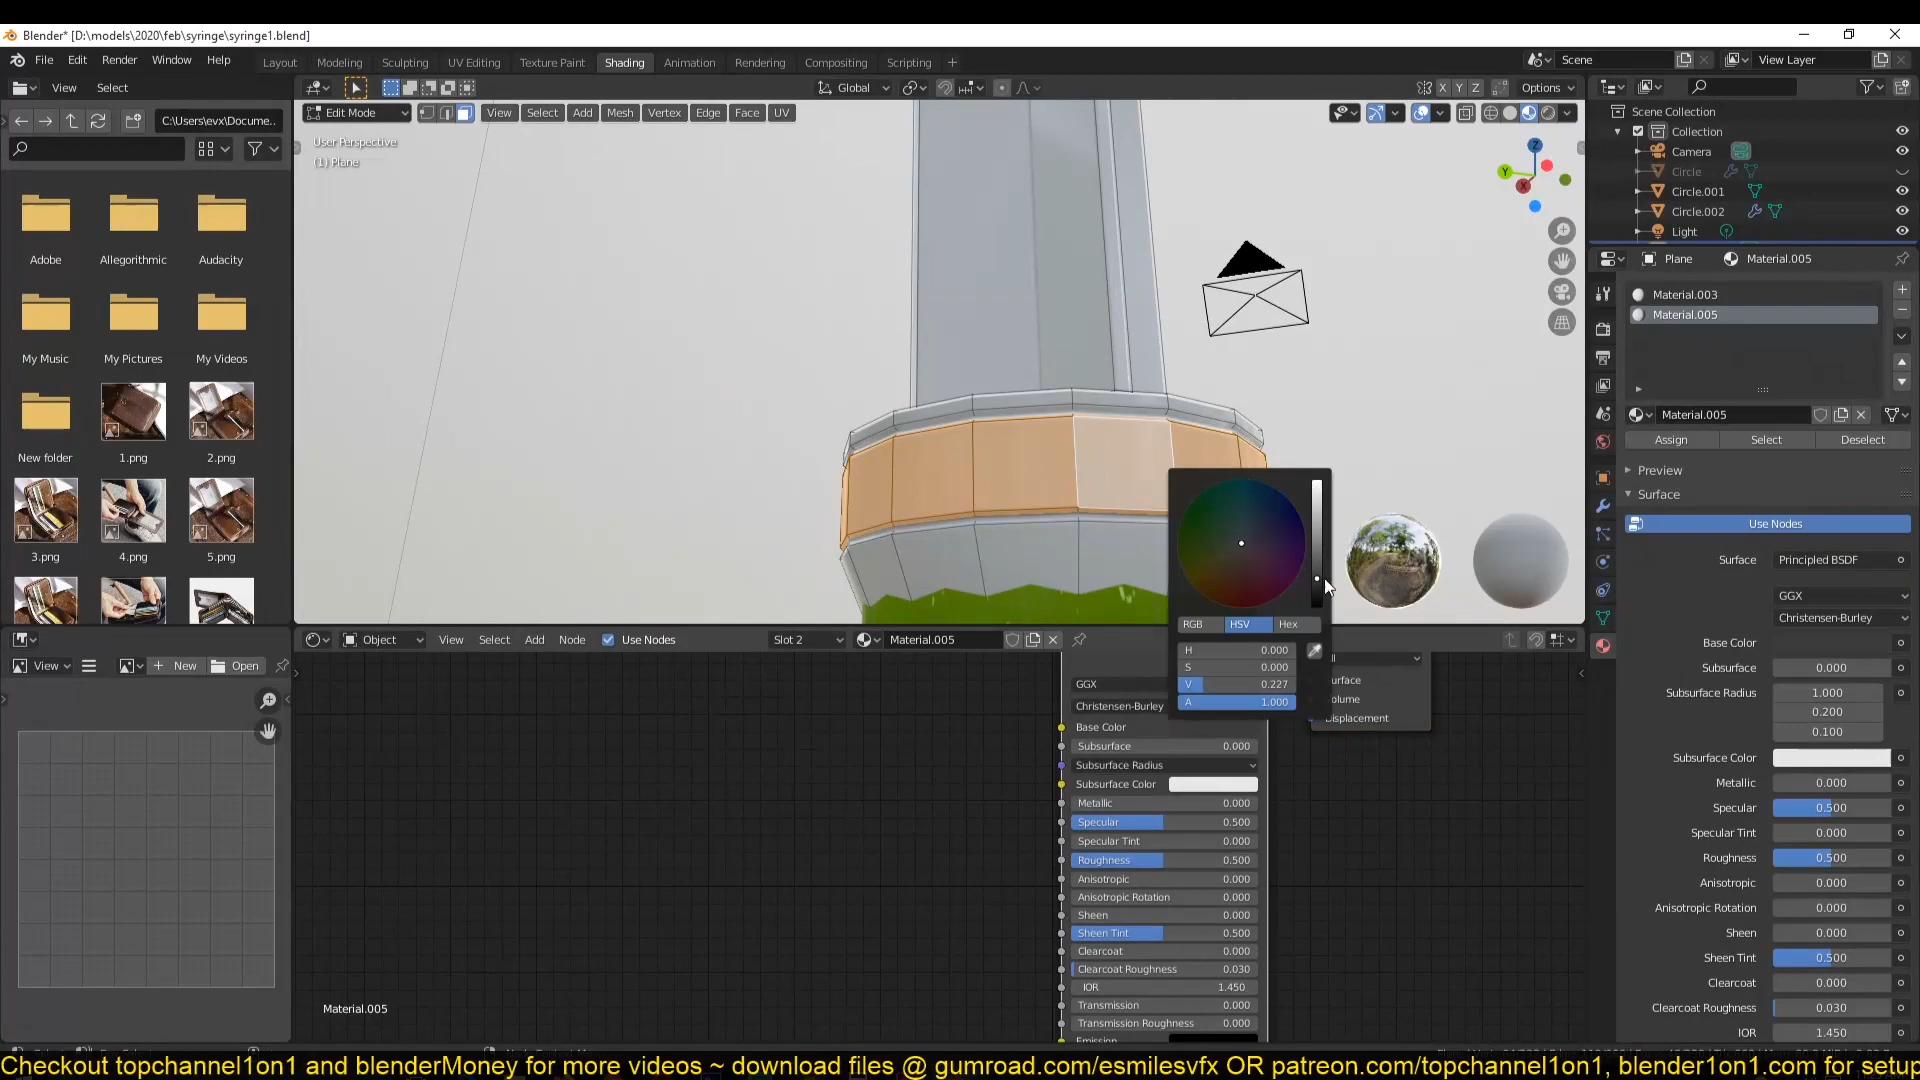 Blender* [D:\models\2020\feb\syringe\syringe1.blend]
File Edit Render Window Help Layout Modeling Sculpting UV Editing Texture Paint Shading Animation Rendering Compositing Scripting + Scene View Layer
View Select Global X Y Z Options
C:\Users\evx\Docume.. Edit Mode View Select Add Mesh Vertex Edge Face UV
User Perspective
(1) Plane
Z
Y
X
Adobe Allegorithmic Audacity
My Music My Pictures My Videos
New folder 1.png 2.png
3.png 4.png 5.png
Scene Collection
Collection
Camera
Circle
Circle.001
Circle.002
Light
Plane Material.005
Material.003
Material.005
Material.005
Assign Select Deselect
Preview
Surface
Use Nodes
Surface Principled BSDF
GGX
Christensen-Burley
Base Color
Subsurface 0.000
Subsurface Radius 1.000
0.200
0.100
Subsurface Color
Metallic 0.000
Specular 0.500
Specular Tint 0.000
Roughness 0.500
Anisotropic 0.000
Anisotropic Rotation 0.000
Sheen 0.000
Sheen Tint 0.500
Clearcoat 0.000
Clearcoat Roughness 0.030
IOR 1.450
RGB HSV Hex
H 0.000
S 0.000
V 0.227
A 1.000
View New Open
Object View Select Add Node Use Nodes Slot 2 Material.005
GGX
Christensen-Burley
Base Color
Subsurface 0.000
Subsurface Radius
Subsurface Color
Metallic 0.000
Specular 0.500
Specular Tint 0.000
Roughness 0.500
Anisotropic 0.000
Anisotropic Rotation 0.000
Sheen 0.000
Sheen Tint 0.500
Clearcoat 0.000
Clearcoat Roughness 0.030
IOR 1.450
Transmission 0.000
Transmission Roughness 0.000
Emission
urface
olume
Displacement
Material.005
Checkout topchannel1on1 and blenderMoney for more videos ~ download files @ gumroad.com/esmilesvfx OR patreon.com/topchannel1on1, blender1on1.com for setup